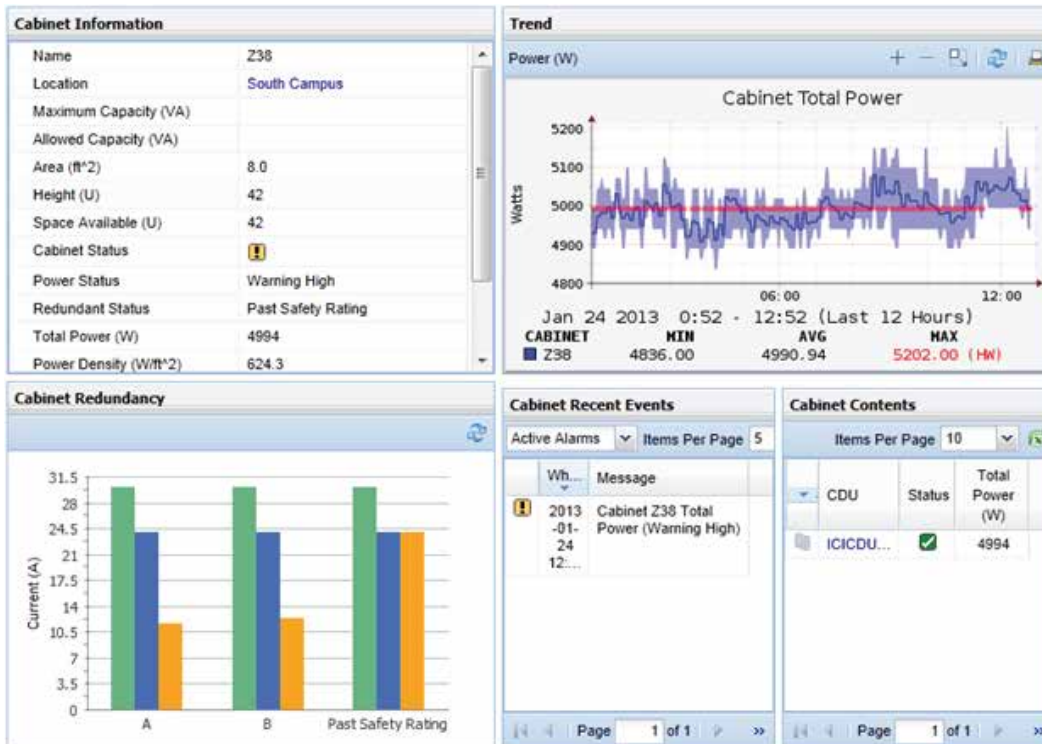 Cabinet Information
Name Z38
Location South Campus
Maximum Capacity (VA)
Allowed Capacity (VA)
Area (ft^2) 8.0
Height (U) 42
Space Available (U) 42
Cabinet Status
Power Status Warning High
Redundant Status Past Safety Rating
Total Power (W) 4994
Power Density (W/ft^2) 624.3
Trend
Power (W)
Cabinet Total Power
5200
5100
5000
4900
4800
Watts
06:00 12:00
Jan 24 2013 0:52 - 12:52 (Last 12 Hours)
CABINET MIN AVG MAX
Z38 4836.00 4990.94 5202.00 (HW)
Cabinet Redundancy
31.5
28
24.5
21
17.5
14
10.5
7
3.5
0
Current (A)
A B Past Safety Rating
Cabinet Recent Events
Active Alarms Items Per Page 5
Wh... Message
2013 Cabinet Z38 Total
-01- Power (Warning High)
24
12:...
Page 1 of 1 »
Cabinet Contents
Items Per Page 10
CDU Status Total
Power
(W)
ICICDU... 4994
Page 1 of 1 »